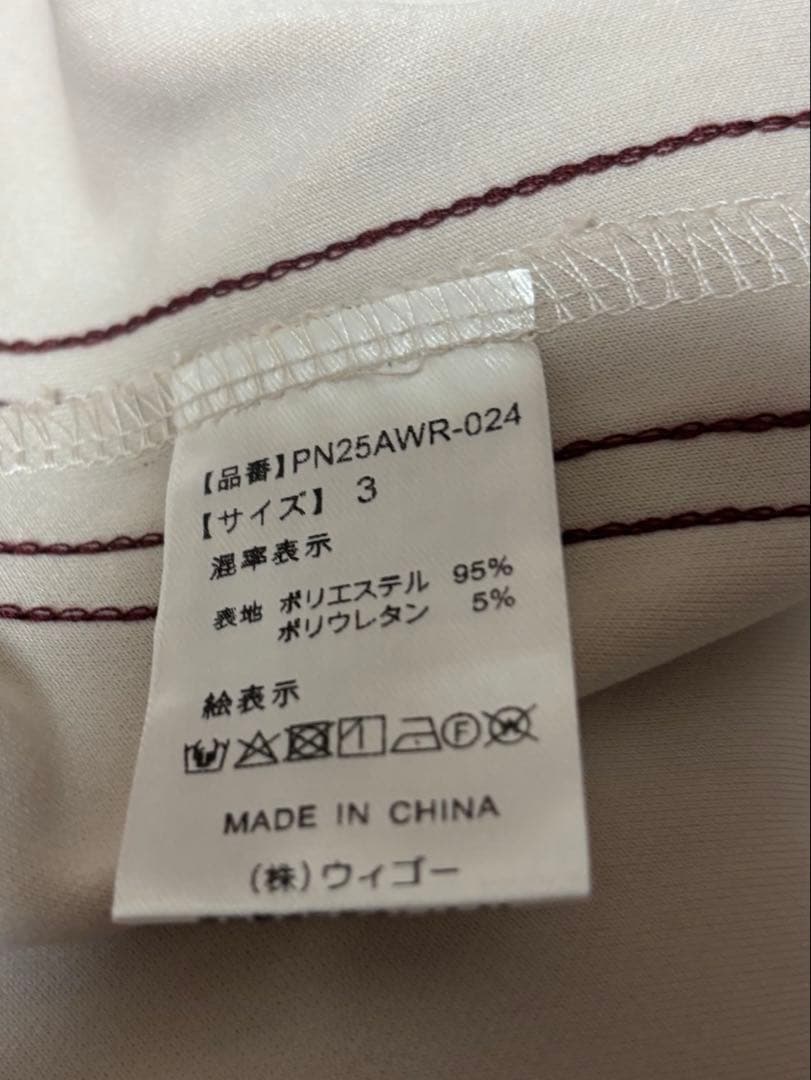 【品番】PN25AWR-024
【サイズ】 3
混率表示
表地 ポリエステル 95%
ポリウレタン 5%
絵表示
F W
MADE IN CHINA
(株)ウィゴー